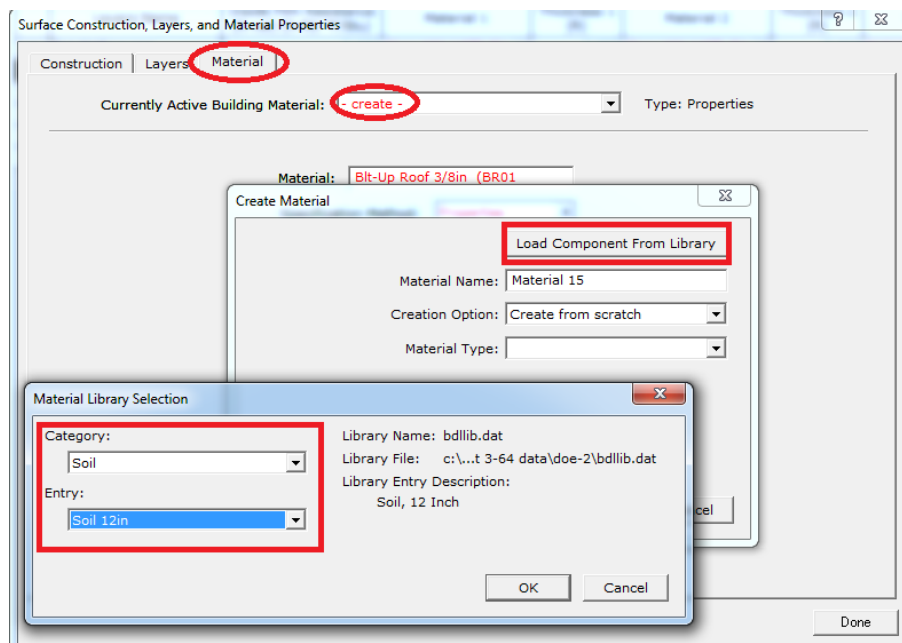 Surface Construction, Layers, and Material Properties
Construction
Layers
Material
Currently Active Building Material:
- create -
Type: Properties
Material:
Blt-Up Roof 3/8in (BR01
Create Material
Load Component From Library
Material Name:
Material 15
Creation Option:
Create from scratch
Material Type:
Material Library Selection
Category:
Soil
Entry:
Soil 12in
Library Name: bdllib.dat
Library File: c:\...t 3-64 data\doe-2\bdllib.dat
Library Entry Description:
Soil, 12 Inch
OK
Cancel
Done